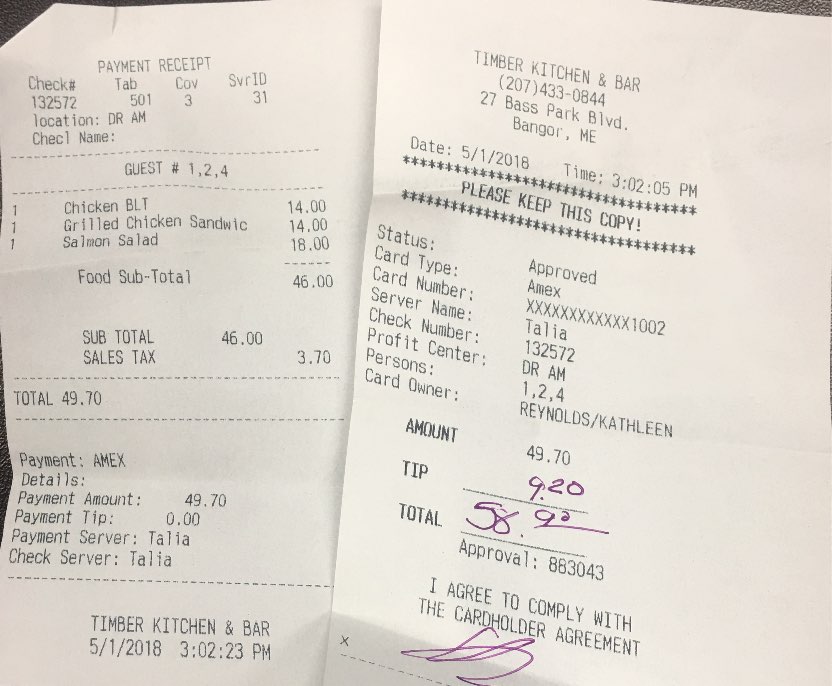 PAYMENT RECEIPT
Check# Tab Cov SvrID
132572 501 3 31
location: DR AM
Checl Name:
GUEST # 1,2,4
1 Chicken BLT 14.00
1 Grilled Chicken Sandwic 14.00
1 Salmon Salad 18.00
Food Sub-Total 46.00
SUB TOTAL 46.00
SALES TAX 3.70
TOTAL 49.70
Payment: AMEX
Details:
Payment Amount: 49.70
Payment Tip: 0.00
Payment Server: Talia
Check Server: Talia
TIMBER KITCHEN & BAR
5/1/2018 3:02:23 PM
TIMBER KITCHEN & BAR
(207)433-0844
27 Bass Park Blvd.
Bangor, ME
Date: 5/1/2018 Time: 3:02:05 PM
*************************************
PLEASE KEEP THIS COPY!
*************************************
Status: Approved
Card Type: Amex
Card Number: XXXXXXXXXXXX1002
Server Name: Talia
Check Number: 132572
Profit Center: DR AM
Persons: 1,2,4
Card Owner: REYNOLDS/KATHLEEN
AMOUNT 49.70
TIP 9.20
TOTAL 58.90
Approval: 883043
I AGREE TO COMPLY WITH
THE CARDHOLDER AGREEMENT
X